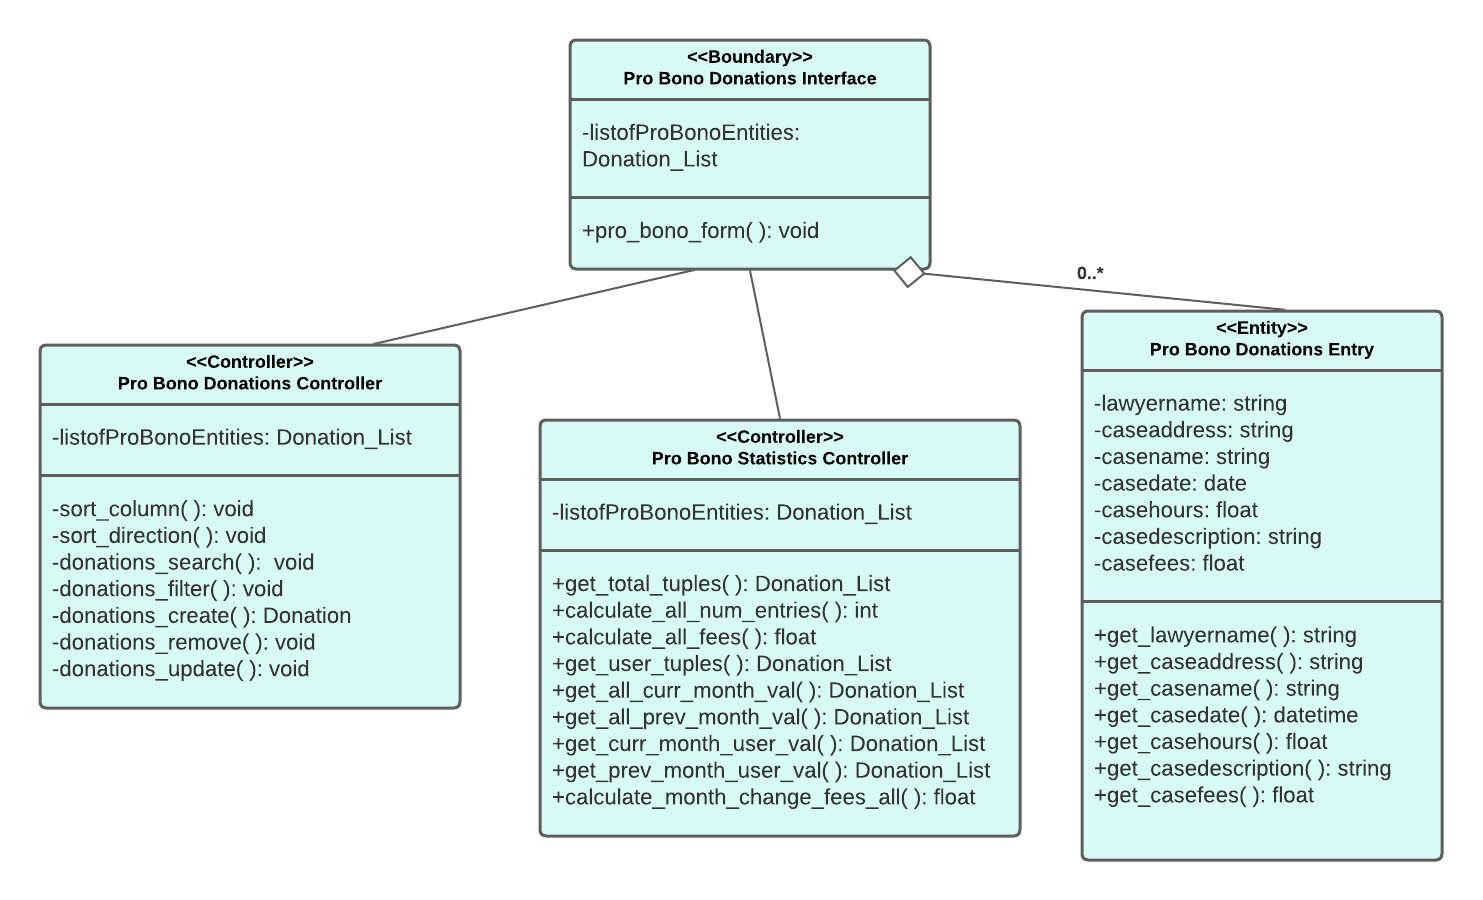 <<Boundary>>
Pro Bono Donations Interface
-listofProBonoEntities:
Donation_List
+pro_bono_form( ): void
0..*
<<Controller>>
Pro Bono Donations Controller
-listofProBonoEntities: Donation_List
-sort_column( ): void
-sort_direction( ): void
-donations_search( ):  void
-donations_filter( ): void
-donations_create( ): Donation
-donations_remove( ): void
-donations_update( ): void
<<Controller>>
Pro Bono Statistics Controller
-listofProBonoEntities: Donation_List
+get_total_tuples( ): Donation_List
+calculate_all_num_entries( ): int
+calculate_all_fees( ): float
+get_user_tuples( ): Donation_List
+get_all_curr_month_val( ): Donation_List
+get_all_prev_month_val( ): Donation_List
+get_curr_month_user_val( ): Donation_List
+get_prev_month_user_val( ): Donation_List
+calculate_month_change_fees_all( ): float
<<Entity>>
Pro Bono Donations Entry
-lawyername: string
-caseaddress: string
-casename: string
-casedate: date
-casehours: float
-casedescription: string
-casefees: float
+get_lawyername( ): string
+get_caseaddress( ): string
+get_casename( ): string
+get_casedate( ): datetime
+get_casehours( ): float
+get_casedescription( ): string
+get_casefees( ): float